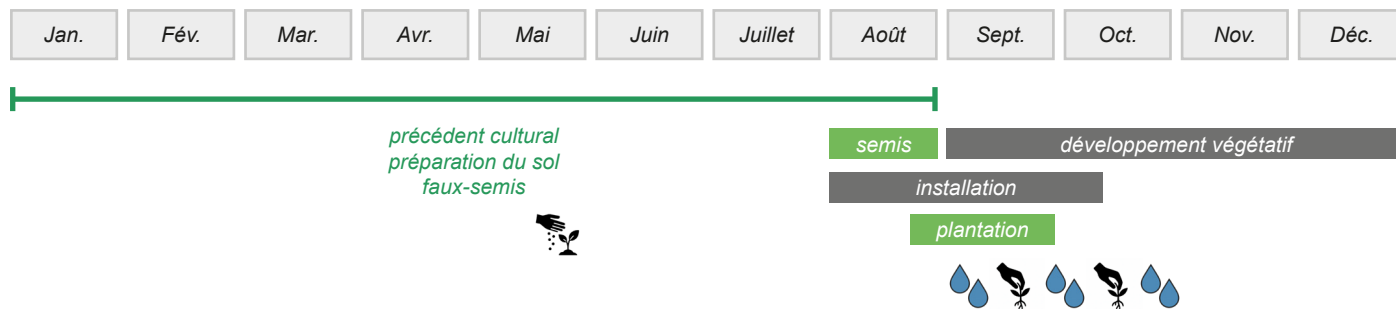 Jan. Fév. Mar. Avr. Mai Juin Juillet Août Sept. Oct. Nov. Déc.
précédent cultural
préparation du sol
faux-semis
semis
développement végétatif
installation
plantation